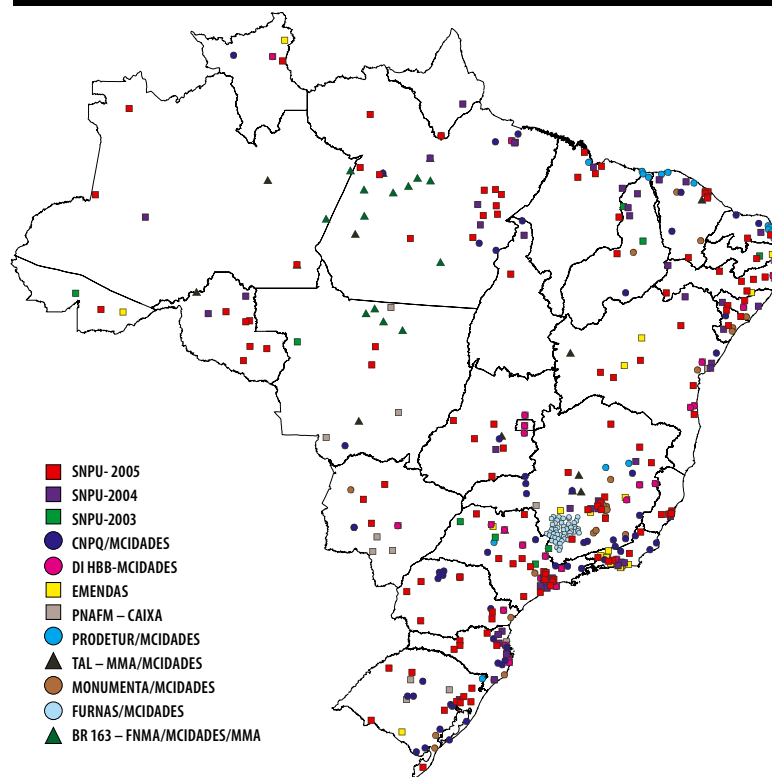 SNPU- 2005
SNPU-2004
SNPU-2003
CNPQ/MCIDADES
DI HBB-MCIDADES
EMENDAS
PNAFM – CAIXA
PRODETUR/MCIDADES
TAL – MMA/MCIDADES
MONUMENTA/MCIDADES
FURNAS/MCIDADES
BR 163 – FNMA/MCIDADES/MMA